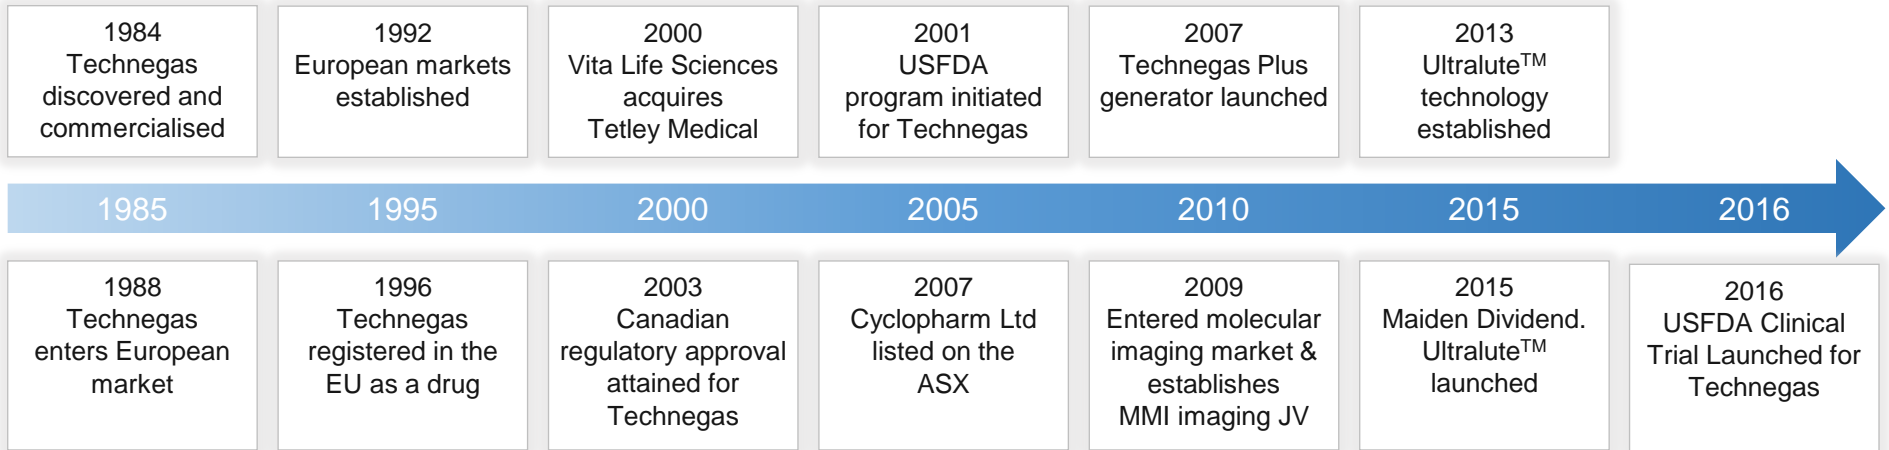 1984
Technegas
discovered and
commercialised
1992
European markets
established
2000
Vita Life Sciences
acquires
Tetley Medical
2001
USFDA
program initiated
for Technegas
2007
Technegas Plus
generator launched
2013
Ultralute™
technology
established
1985
1995
2000
2005
2010
2015
2016
1988
Technegas
enters European
market
1996
Technegas
registered in the
EU as a drug
2003
Canadian
regulatory approval
attained for
Technegas
2007
Cyclopharm Ltd
listed on the
ASX
2009
Entered molecular
imaging market &
establishes
MMI imaging JV
2015
Maiden Dividend.
Ultralute™
launched
2016
USFDA Clinical
Trial Launched for
Technegas